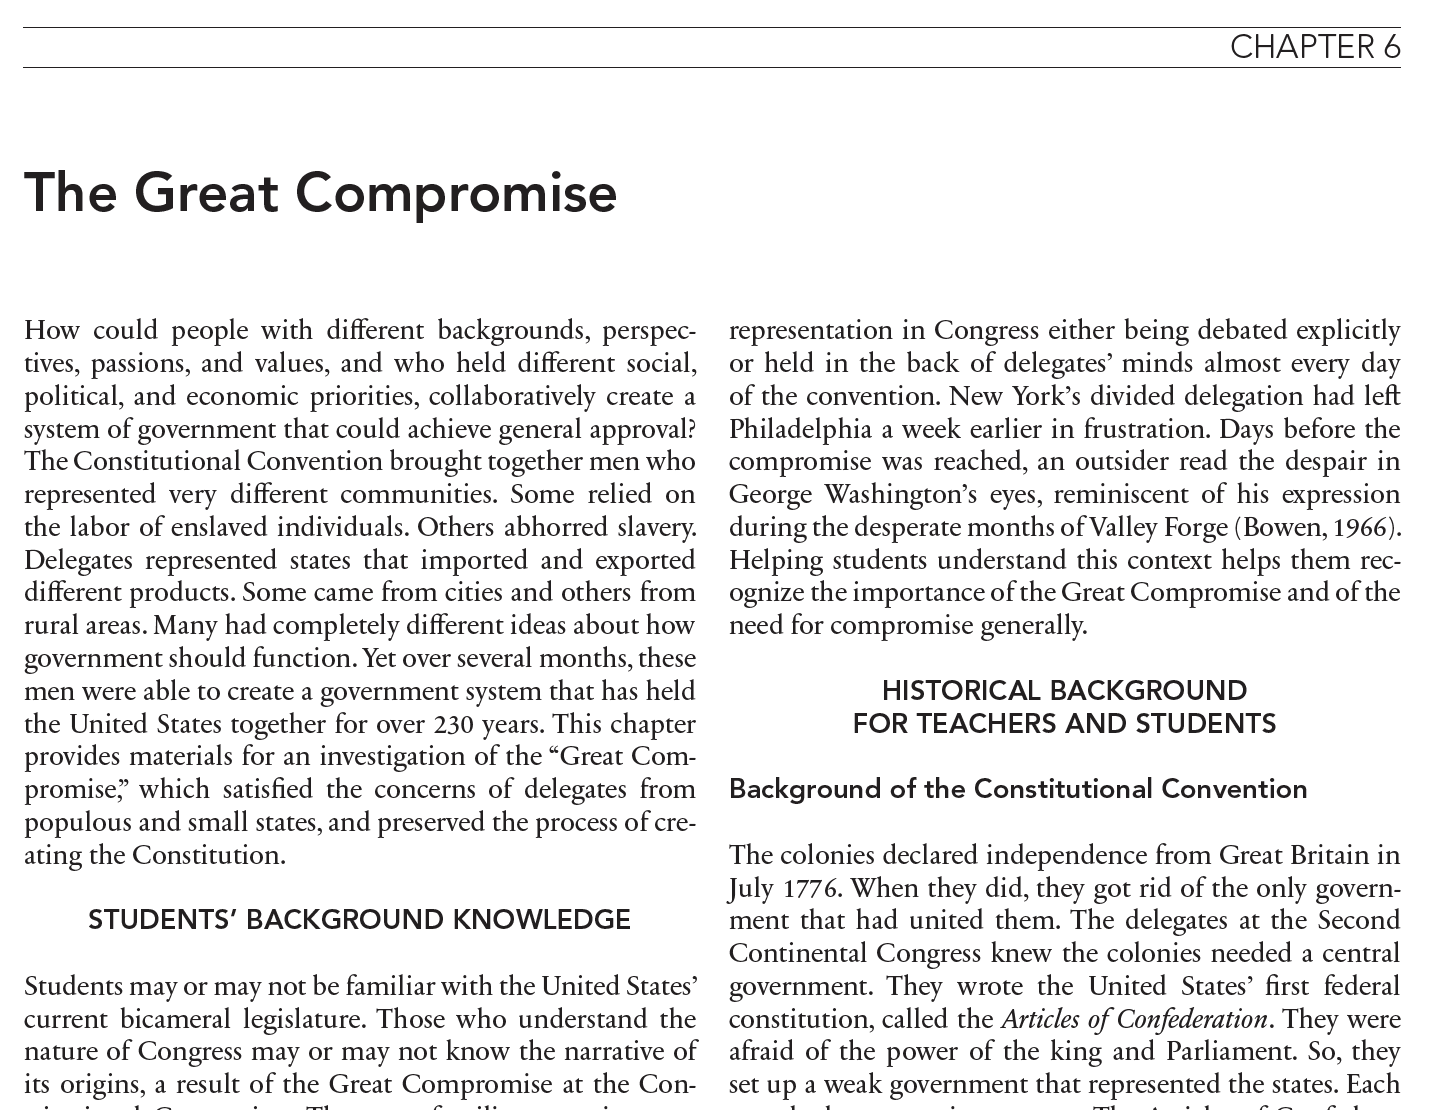 CHAPTER 6
The Great Compromise
How could people with different backgrounds, perspec-
tives, passions, and values, and who held different social,
political, and economic priorities, collaboratively create a
system of government that could achieve general approval?
The Constitutional Convention brought together men who
represented very different communities. Some relied on
the labor of enslaved individuals. Others abhorred slavery.
Delegates represented states that imported and exported
different products. Some came from cities and others from
rural areas. Many had completely different ideas about how
government should function. Yet over several months, these
men were able to create a government system that has held
the United States together for over 230 years. This chapter
provides materials for an investigation of the “Great Com-
promise,” which satisfied the concerns of delegates from
populous and small states, and preserved the process of cre-
ating the Constitution.
STUDENTS’ BACKGROUND KNOWLEDGE
Students may or may not be familiar with the United States’
current bicameral legislature. Those who understand the
nature of Congress may or may not know the narrative of
its origins, a result of the Great Compromise at the Con-
representation in Congress either being debated explicitly
or held in the back of delegates’ minds almost every day
of the convention. New York’s divided delegation had left
Philadelphia a week earlier in frustration. Days before the
compromise was reached, an outsider read the despair in
George Washington’s eyes, reminiscent of his expression
during the desperate months of Valley Forge (Bowen, 1966).
Helping students understand this context helps them rec-
ognize the importance of the Great Compromise and of the
need for compromise generally.
HISTORICAL BACKGROUND
FOR TEACHERS AND STUDENTS
Background of the Constitutional Convention
The colonies declared independence from Great Britain in
July 1776. When they did, they got rid of the only govern-
ment that had united them. The delegates at the Second
Continental Congress knew the colonies needed a central
government. They wrote the United States’ first federal
constitution, called the Articles of Confederation. They were
afraid of the power of the king and Parliament. So, they
set up a weak government that represented the states. Each